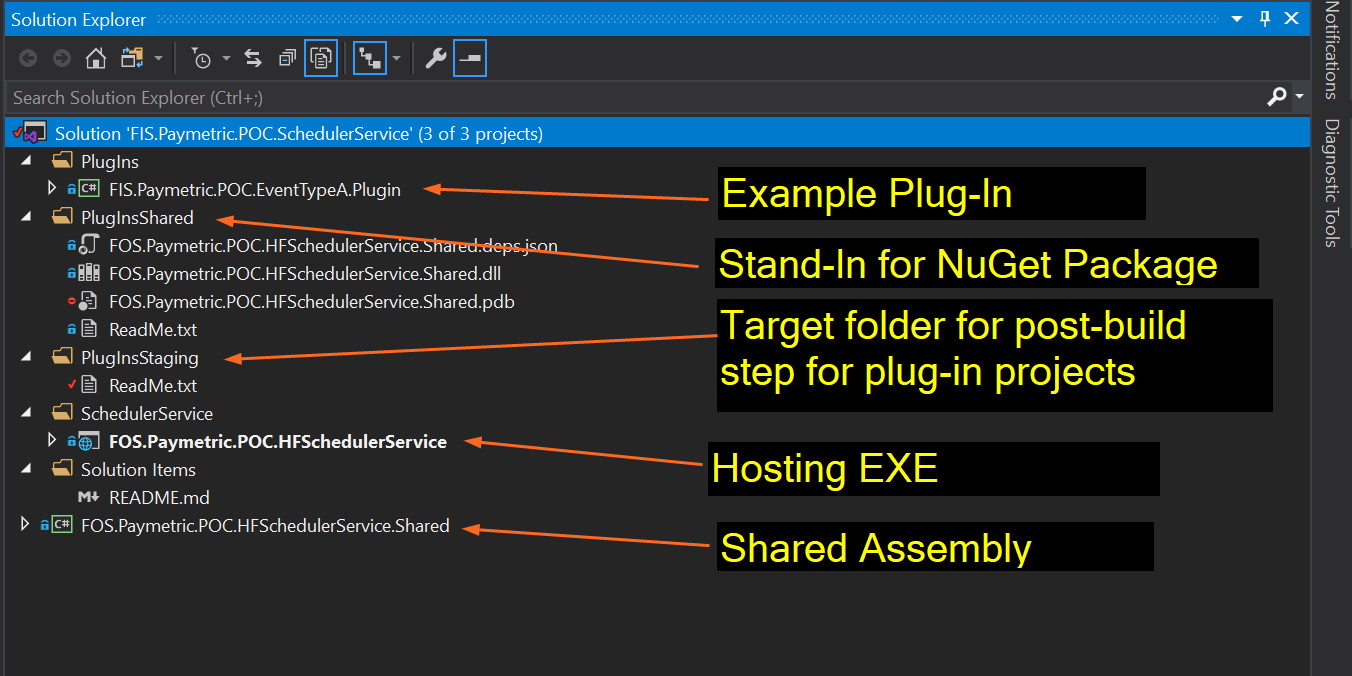 Solution Explorer
Search Solution Explorer (Ctrl+;)
Solution 'FIS.Paymetric.POC.SchedulerService' (3 of 3 projects)
PlugIns
C# FIS.Paymetric.POC.EventTypeA.Plugin
Example Plug-In
PlugInsShared
FOS.Paymetric.POC.HFSchedulerService.Shared.deps.json
Stand-In for NuGet Package
FOS.Paymetric.POC.HFSchedulerService.Shared.dll
FOS.Paymetric.POC.HFSchedulerService.Shared.pdb
ReadMe.txt
Target folder for post-build
step for plug-in projects
PlugInsStaging
ReadMe.txt
SchedulerService
FOS.Paymetric.POC.HFSchedulerService
Hosting EXE
Solution Items
M README.md
C# FOS.Paymetric.POC.HFSchedulerService.Shared
Shared Assembly
Notifications
Diagnostic Tools